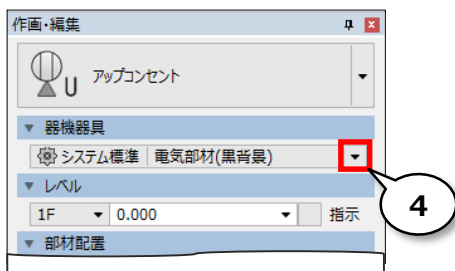 作画・編集
U アップコンセント
▼ 器機器具
システム標準 電気部材(黒背景)
▼ レベル
1F 0.000 指示
▼ 部材配置
4